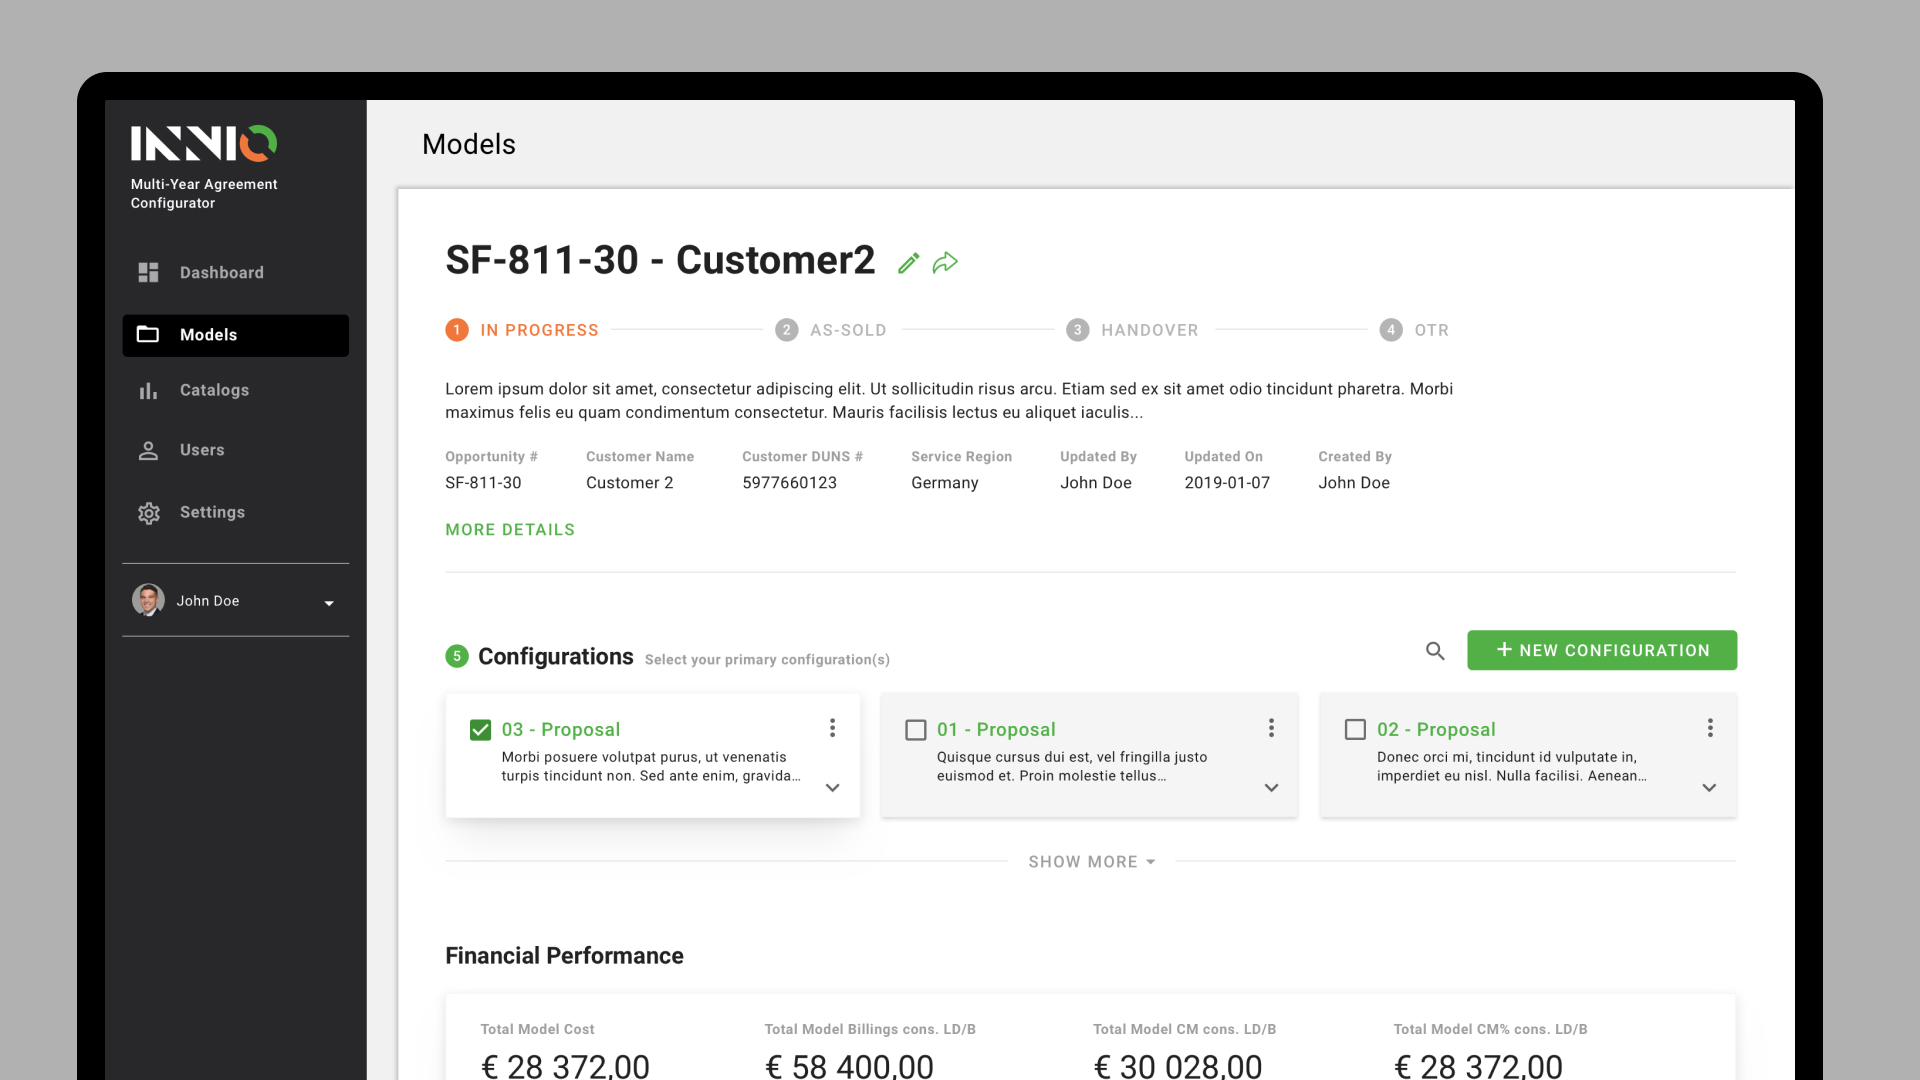 INNIO
Multi-Year Agreement
Configurator
Dashboard
Models
Catalogs
Users
Settings
John Doe
Models
SF-811-30 - Customer2
1 IN PROGRESS
2 AS-SOLD
3 HANDOVER
4 OTR
Lorem ipsum dolor sit amet, consectetur adipiscing elit. Ut sollicitudin risus arcu. Etiam sed ex sit amet odio tincidunt pharetra. Morbi
maximus felis eu quam condimentum consectetur. Mauris facilisis lectus eu aliquet iaculis...
Opportunity # Customer Name Customer DUNS # Service Region Updated By Updated On Created By
SF-811-30 Customer 2 5977660123 Germany John Doe 2019-01-07 John Doe
MORE DETAILS
5 Configurations Select your primary configuration(s)
+ NEW CONFIGURATION
03 - Proposal
Morbi posuere volutpat purus, ut venenatis
turpis tincidunt non. Sed ante enim, gravida...
01 - Proposal
Quisque cursus dui est, vel fringilla justo
euismod et. Proin molestie tellus...
02 - Proposal
Donec orci mi, tincidunt id vulputate in,
imperdiet eu nisl. Nulla facilisi. Aenean...
SHOW MORE
Financial Performance
Total Model Cost Total Model Billings cons. LD/B Total Model CM cons. LD/B Total Model CM% cons. LD/B
€ 28 372,00 € 58 400,00 € 30 028,00 € 28 372,00